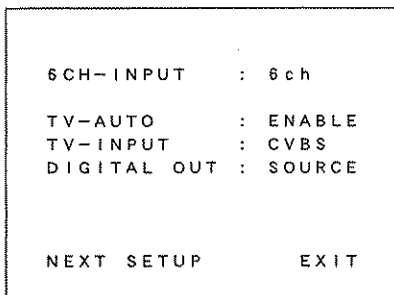 6CH-INPUT : 6ch
TV-AUTO : ENABLE
TV-INPUT : CVBS
DIGITAL OUT : SOURCE
NEXT SETUP EXIT